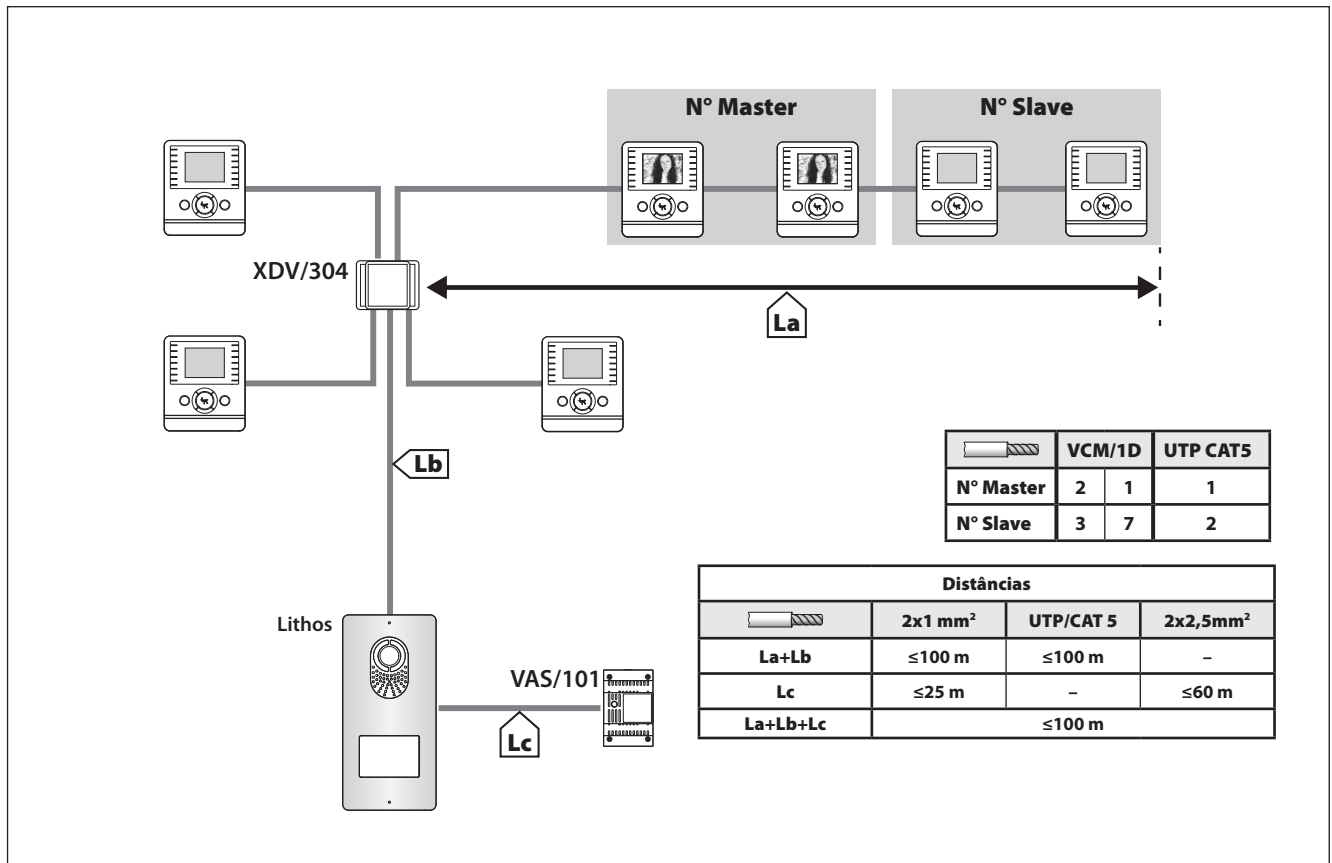 N° Master N° Slave
XDV/304
La
Lb
VCM/1D UTP CAT5
N° Master 2 1 1
N° Slave 3 7 2
Distâncias
2x1 mm² UTP/CAT 5 2x2,5mm²
La+Lb ≤100 m ≤100 m –
Lc ≤25 m – ≤60 m
La+Lb+Lc ≤100 m
Lithos
VAS/101
Lc